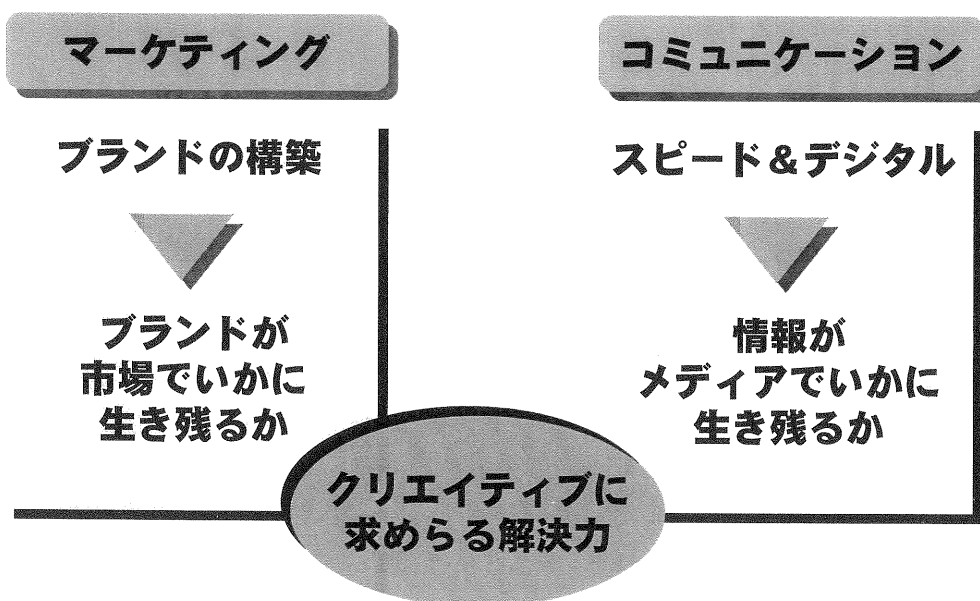 マーケティング
ブランドの構築
ブランドが
市場でいかに
生き残るか
コミュニケーション
スピード&デジタル
情報が
メディアでいかに
生き残るか
クリエイティブに
求めらる解決力